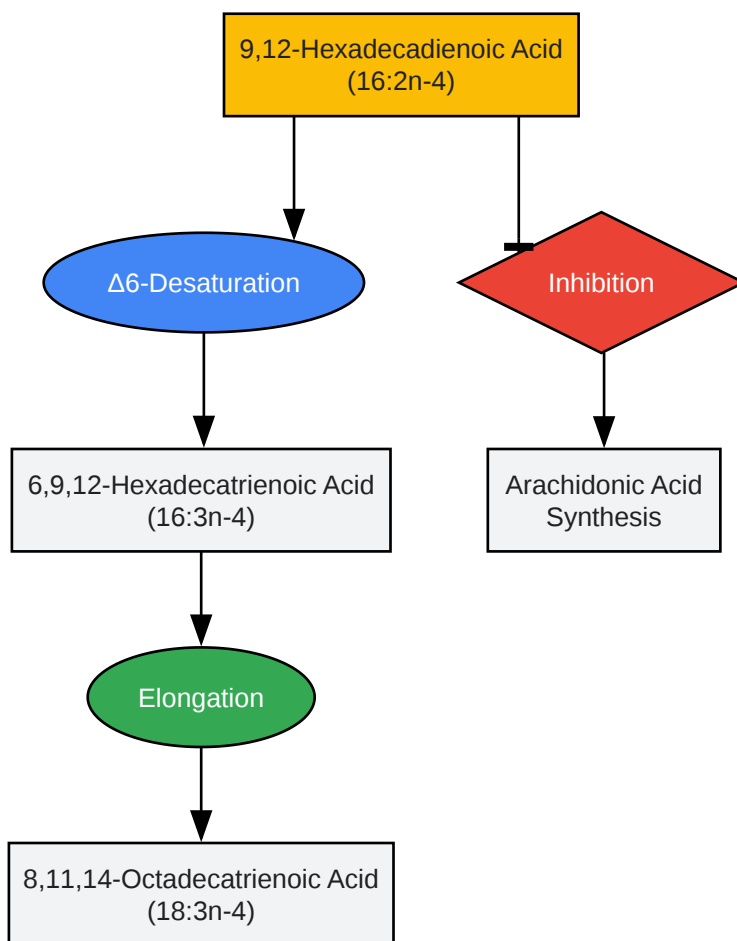 9,12-Hexadecadienoic Acid
(16:2n-4)
Δ6-Desaturation
Inhibition
6,9,12-Hexadecatrienoic Acid
(16:3n-4)
Arachidonic Acid
Synthesis
Elongation
8,11,14-Octadecatrienoic Acid
(18:3n-4)